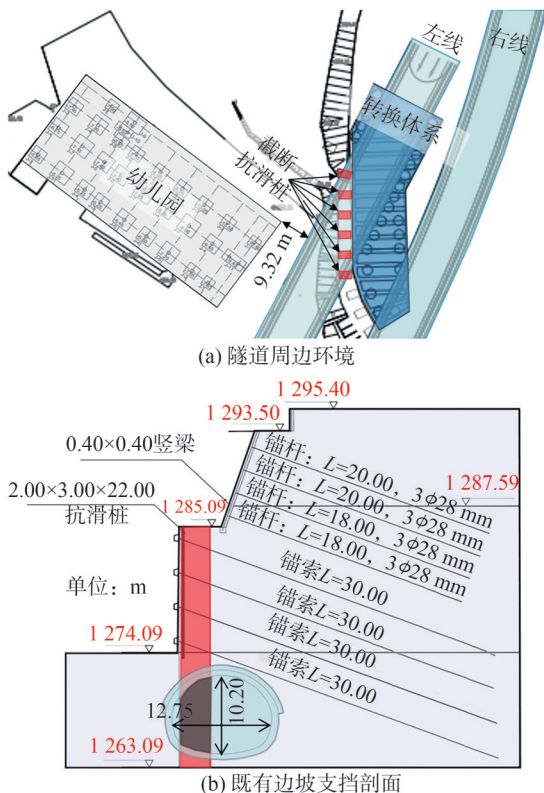 左线
右线
转换体系
截断
抗滑桩
幼儿园
9.32 m
(a) 隧道周边环境
1 295.40
1 293.50
0.40×0.40竖梁
1 287.59
2.00×3.00×22.00
抗滑桩
1 285.09
锚杆：L=20.00，3ϕ28 mm
锚杆：L=20.00，3ϕ28 mm
锚杆：L=18.00，3ϕ28 mm
锚杆：L=18.00，3ϕ28 mm
单位：m
锚索L=30.00
锚索L=30.00
锚索L=30.00
锚索L=30.00
1 274.09
12.75
10.20
1 263.09
(b) 既有边坡支挡剖面